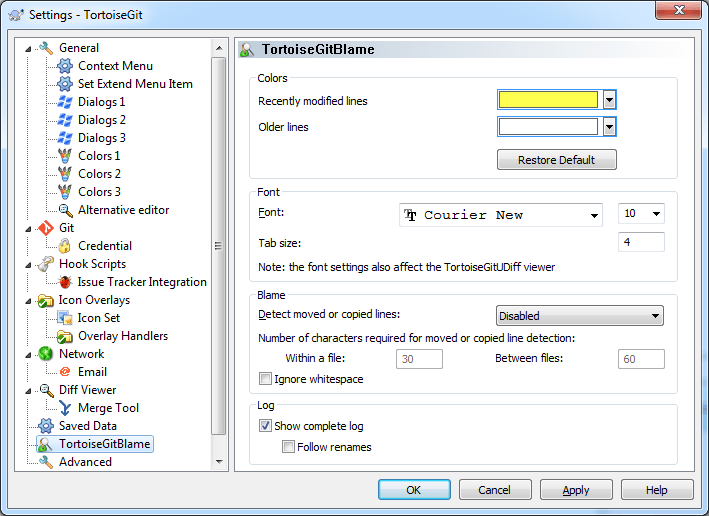 Settings - TortoiseGit
General
Context Menu
Set Extend Menu Item
Dialogs 1
Dialogs 2
Dialogs 3
Colors 1
Colors 2
Colors 3
Alternative editor
Git
Credential
Hook Scripts
Issue Tracker Integration
Icon Overlays
Icon Set
Overlay Handlers
Network
Email
Diff Viewer
Merge Tool
Saved Data
TortoiseGitBlame
Advanced
TortoiseGitBlame
Colors
Recently modified lines
Older lines
Restore Default
Font
Font: Courier New 10
Tab size: 4
Note: the font settings also affect the TortoiseGitUDiff viewer
Blame
Detect moved or copied lines: Disabled
Number of characters required for moved or copied line detection:
Within a file: 30 Between files: 60
Ignore whitespace
Log
Show complete log
Follow renames
OK Cancel Apply Help